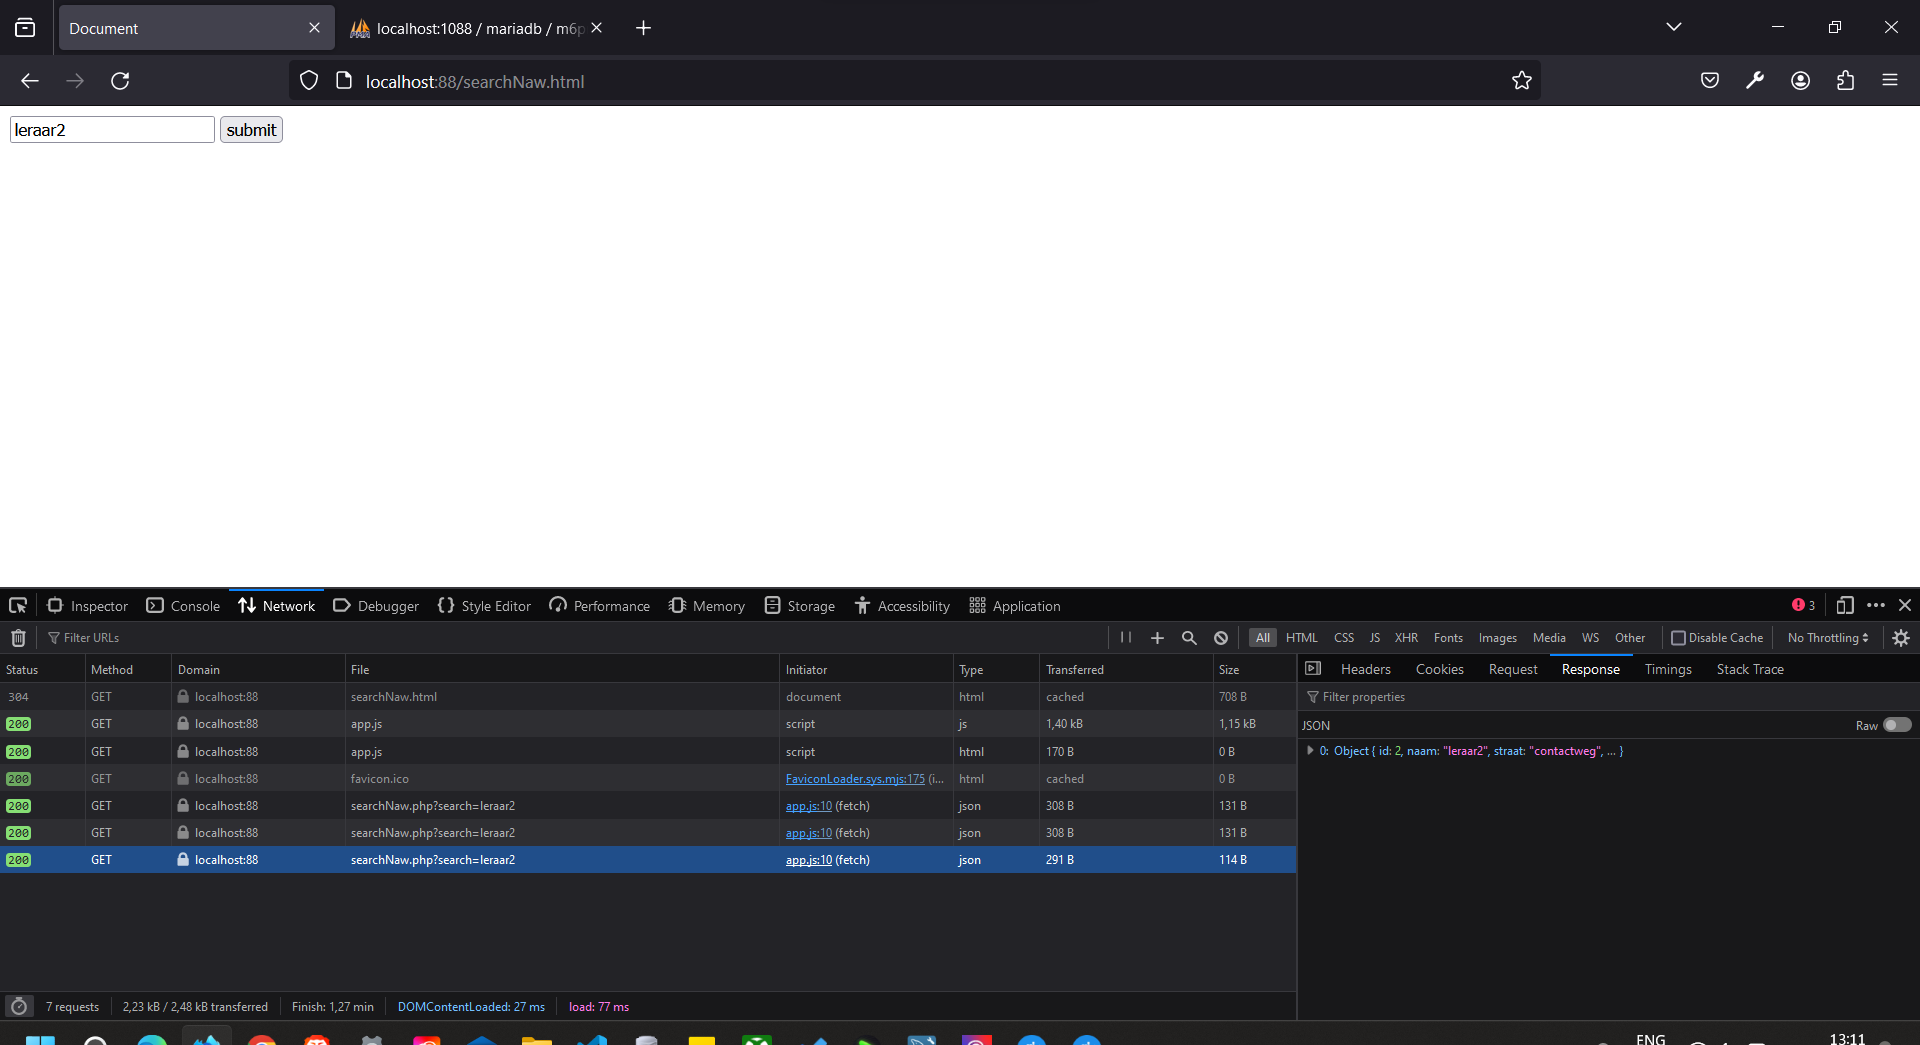 Document
localhost:1088 / mariadb / m6p
localhost:88/searchNaw.html
leraar2 submit
Inspector Console Network Debugger Style Editor Performance Memory Storage Accessibility Application 3
Filter URLs All HTML CSS JS XHR Fonts Images Media WS Other Disable Cache No Throttling
Status Method Domain File Initiator Type Transferred Size
304 GET localhost:88 searchNaw.html document html cached 708 B
200 GET localhost:88 app.js script js 1,40 kB 1,15 kB
200 GET localhost:88 app.js script html 170 B 0 B
200 GET localhost:88 favicon.ico FaviconLoader.sys.mjs:175 (i... html cached 0 B
200 GET localhost:88 searchNaw.php?search=leraar2 app.js:10 (fetch) json 308 B 131 B
200 GET localhost:88 searchNaw.php?search=leraar2 app.js:10 (fetch) json 308 B 131 B
200 GET localhost:88 searchNaw.php?search=leraar2 app.js:10 (fetch) json 291 B 114 B
Headers Cookies Request Response Timings Stack Trace
Filter properties
JSON Raw
0: Object { id: 2, naam: "leraar2", straat: "contactweg", ... }
7 requests 2,23 kB / 2,48 kB transferred Finish: 1,27 min DOMContentLoaded: 27 ms load: 77 ms
ENG 13:11